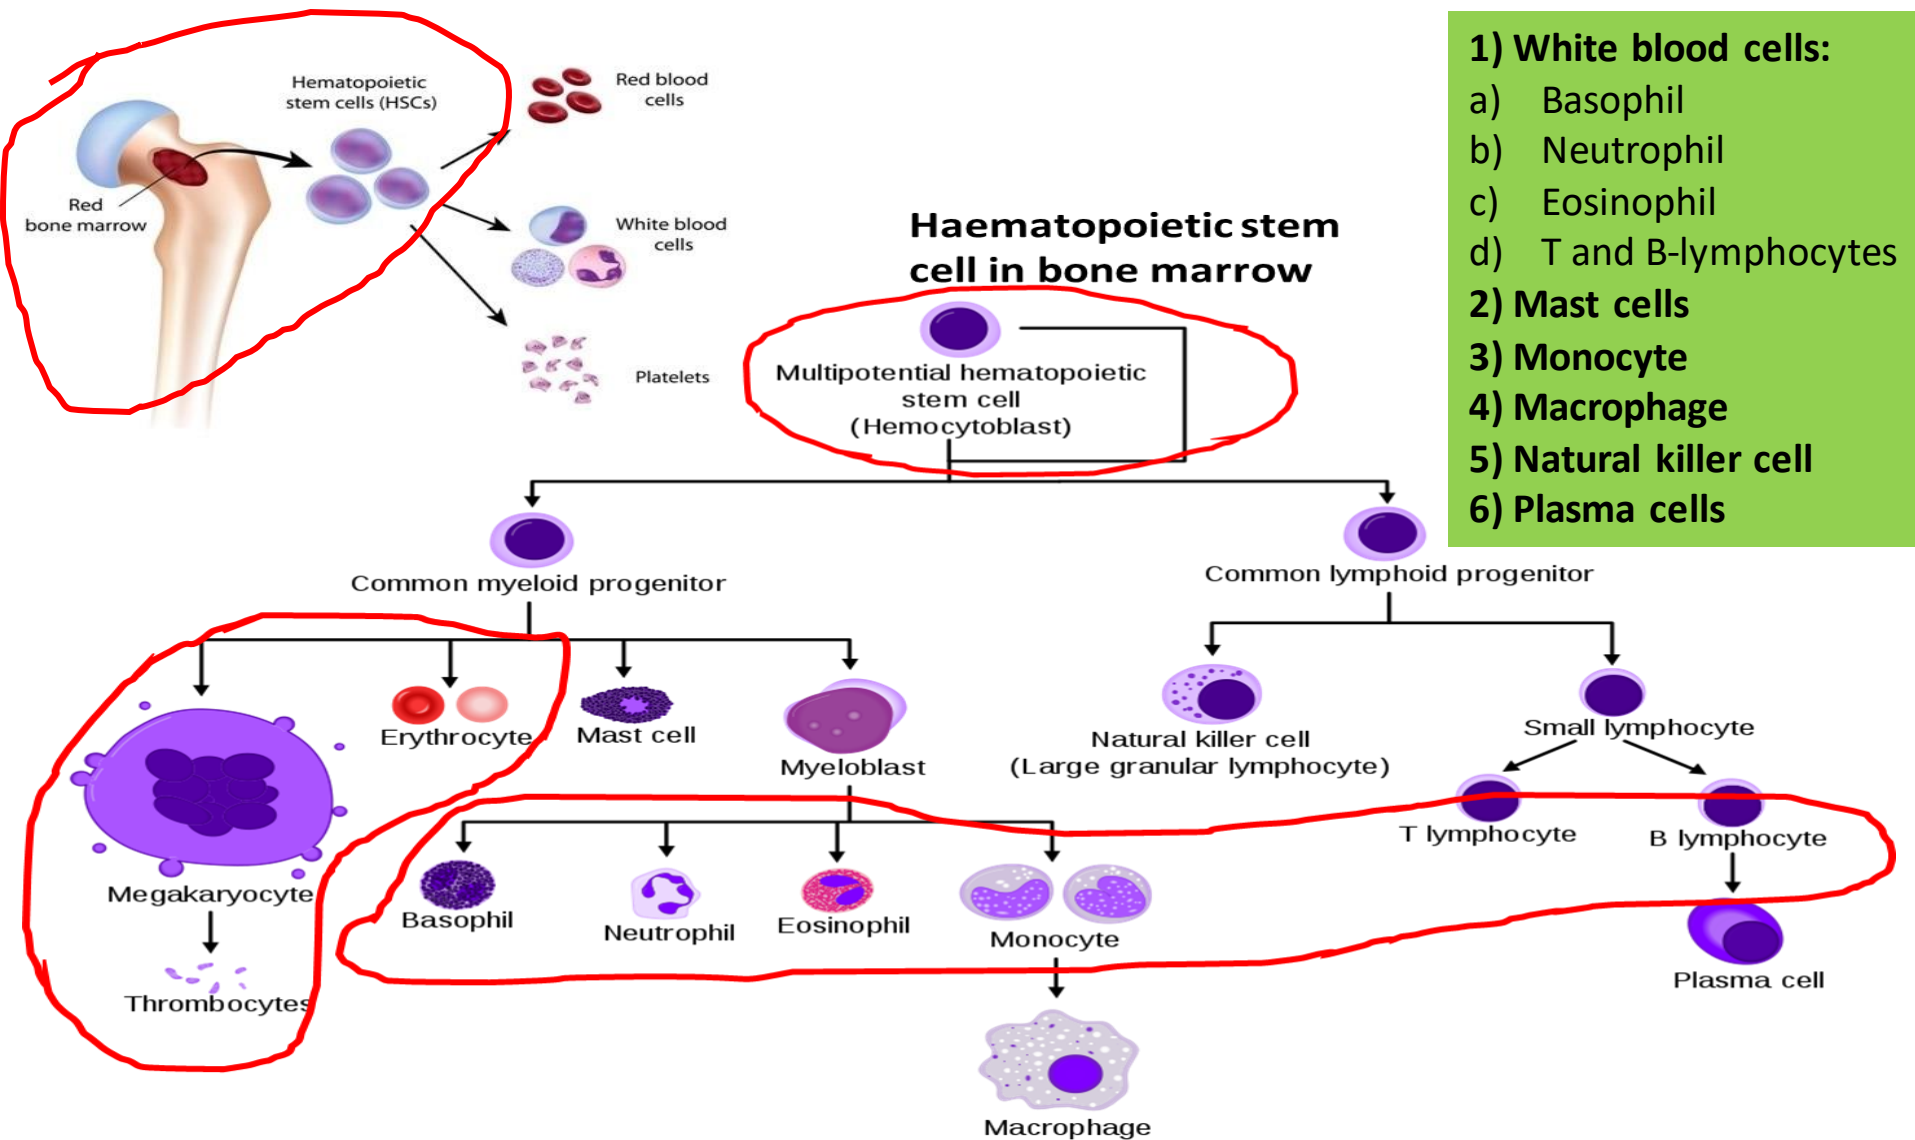 Hematopoietic
stem cells (HSCs)
Red
bone marrow
Red blood
cells
White blood
cells
Platelets
1) White blood cells:
a) Basophil
b) Neutrophil
c) Eosinophil
d) T and B-lymphocytes
2) Mast cells
3) Monocyte
4) Macrophage
5) Natural killer cell
6) Plasma cells
Haematopoietic stem
cell in bone marrow
Multipotential hematopoietic
stem cell
(Hemocytoblast)
Common myeloid progenitor
Common lymphoid progenitor
Erythrocyte
Mast cell
Myeloblast
Natural killer cell
(Large granular lymphocyte)
Small lymphocyte
T lymphocyte
B lymphocyte
Megakaryocyte
Thrombocytes
Basophil
Neutrophil
Eosinophil
Monocyte
Plasma cell
Macrophage